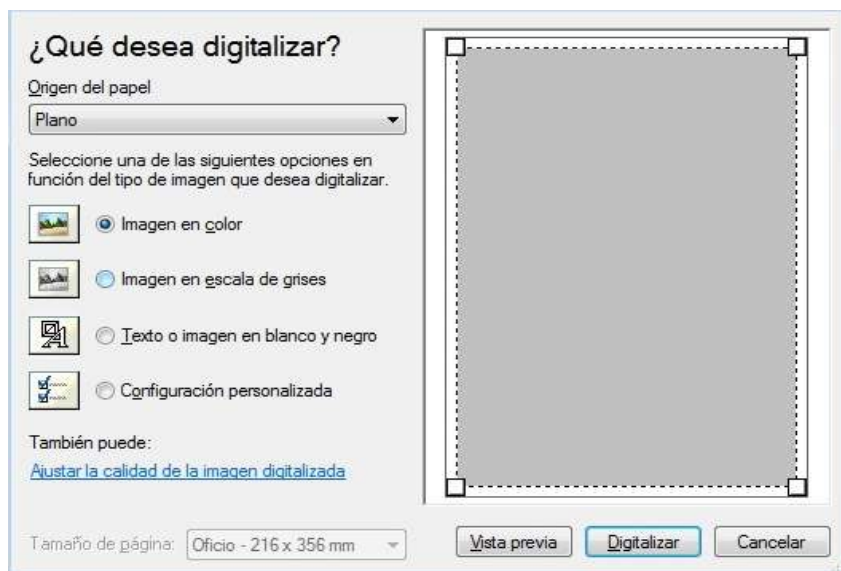 ¿Qué desea digitalizar?
Origen del papel
Plano
Seleccione una de las siguientes opciones en
función del tipo de imagen que desea digitalizar.
Imagen en color
Imagen en escala de grises
Texto o imagen en blanco y negro
Configuración personalizada
También puede:
Ajustar la calidad de la imagen digitalizada
Tamaño de página: Oficio - 216 x 356 mm
Vista previa Digitalizar Cancelar